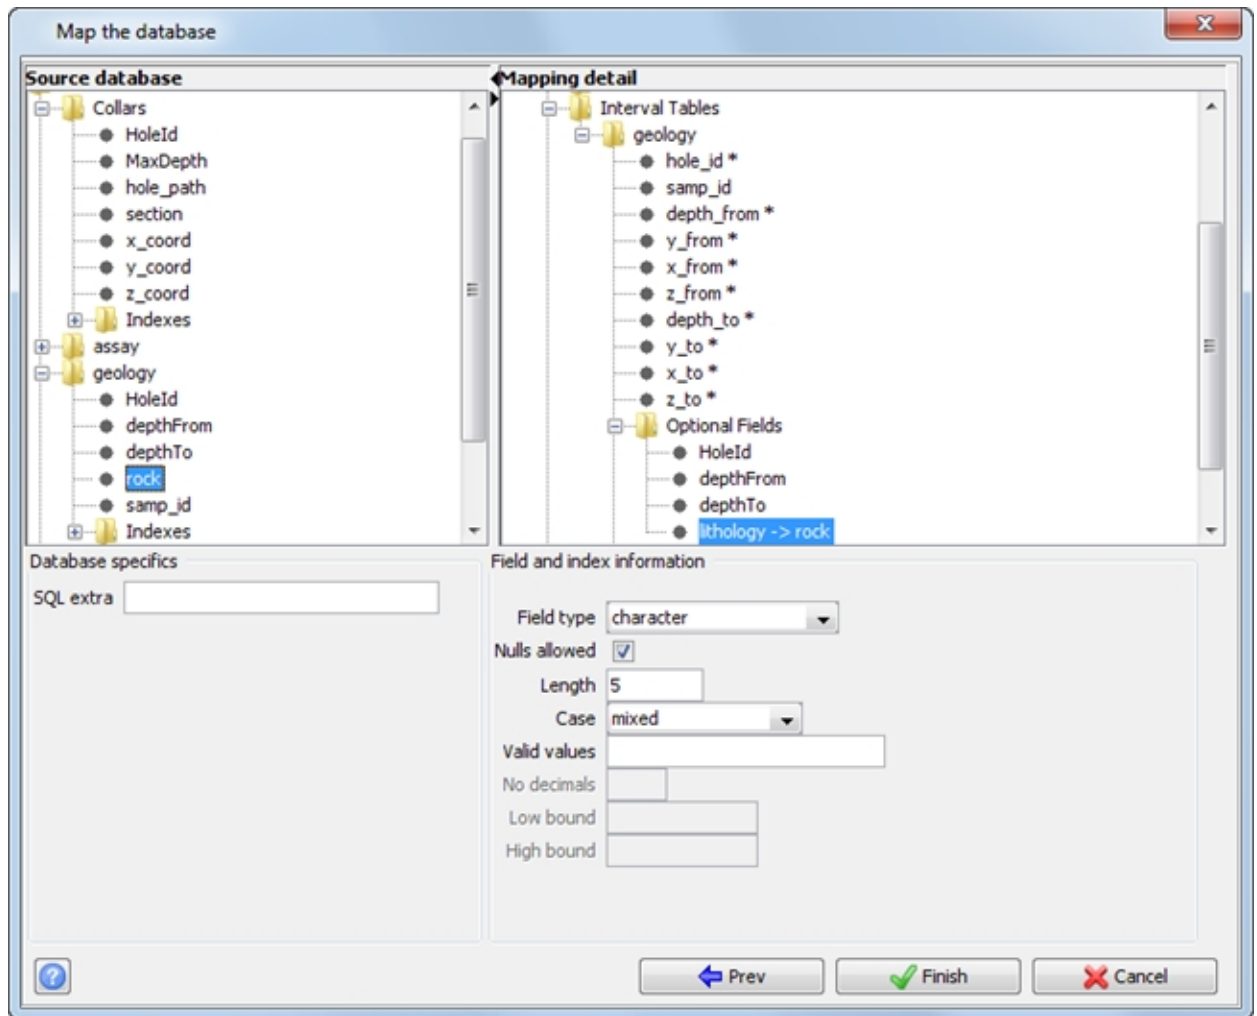 Map the database
Source database
Collars
HoleId
MaxDepth
hole_path
section
x_coord
y_coord
z_coord
Indexes
assay
geology
HoleId
depthFrom
depthTo
rock
samp_id
Indexes
Mapping detail
Interval Tables
geology
hole_id *
samp_id
depth_from *
y_from *
x_from *
z_from *
depth_to *
y_to *
x_to *
z_to *
Optional Fields
HoleId
depthFrom
depthTo
lithology -> rock
Database specifics
SQL extra
Field and index information
Field type character
Nulls allowed
Length 5
Case mixed
Valid values
No decimals
Low bound
High bound
Prev Finish Cancel